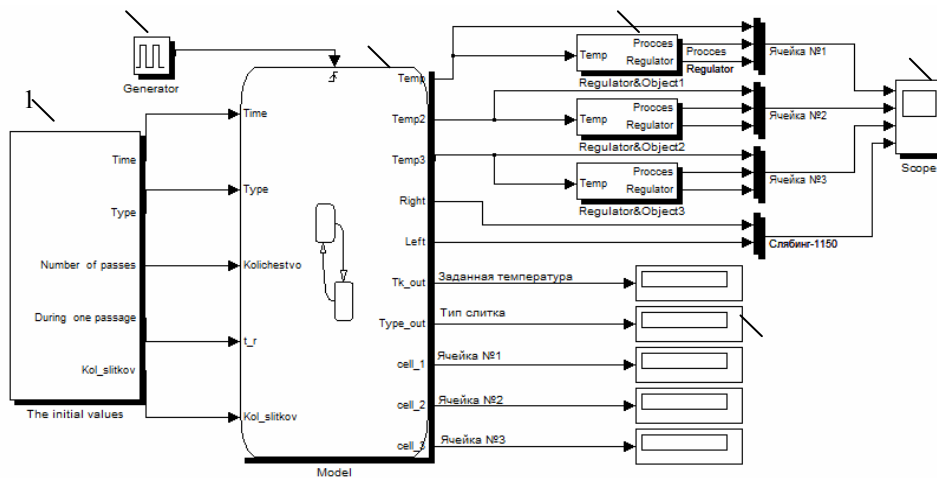 1
Generator
Time
Type
Number of passes
During one passage
Kol_slitkov
The initial values
Time
Type
Kolichestvo
t_r
Kol_slitkov
Temp
Temp2
Temp3
Right
Left
Tk_out
Type_out
cell_1
cell_2
cell_3
Model
Temp
Procces
Regulator
Regulator&Object1
Procces
Regulator
Temp
Procces
Regulator
Regulator&Object2
Temp
Procces
Regulator
Regulator&Object3
Ячейка №1
Ячейка №2
Ячейка №3
Слябинг-1150
Scope
Заданная температура
Тип слитка
Ячейка №1
Ячейка №2
Ячейка №3